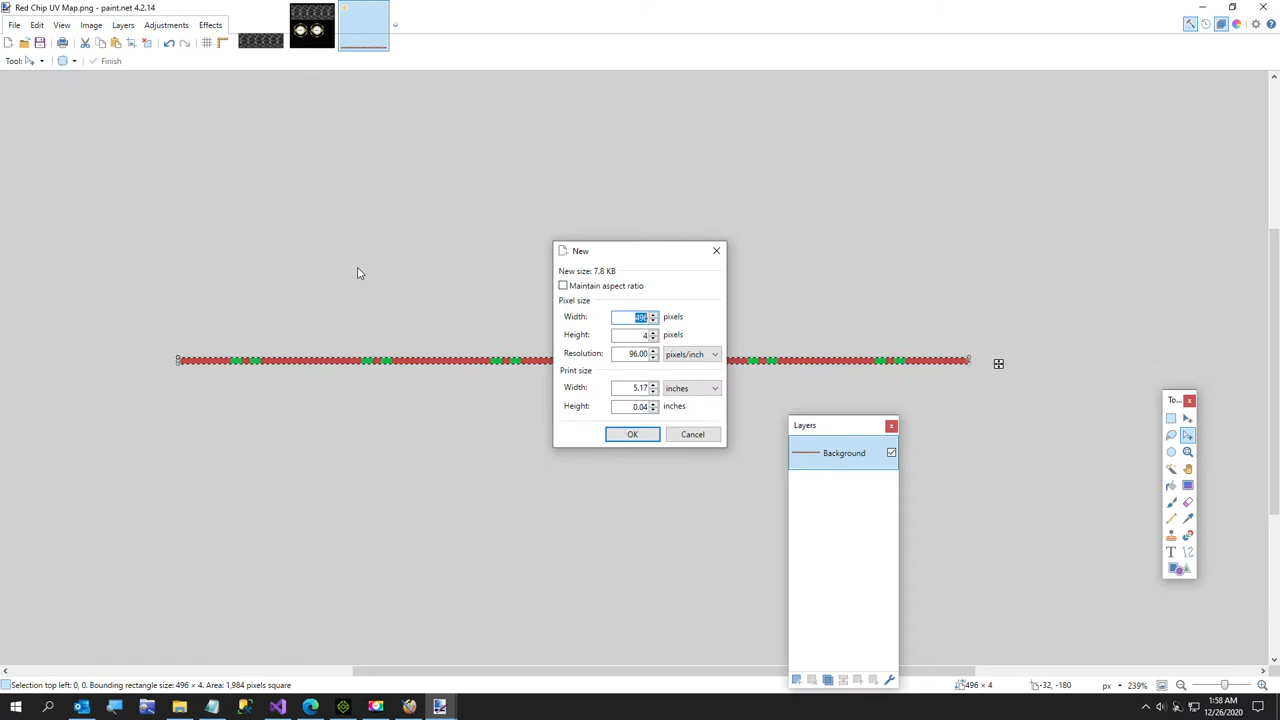 Red Chip UV Map.png - paint.net 4.2.14
File Edit View Image Layers Adjustments Effects
Tool: Finish
New
New size: 7.8 KB
Maintain aspect ratio
Pixel size
Width: 496 pixels
Height: 4 pixels
Resolution: 96.00 pixels/inch
Print size
Width: 5.17 inches
Height: 0.04 inches
OK Cancel
To...
Layers
Background
Selection top left: 0, 0. Bounding rectangle size: 496 × 4. Area: 1,984 pixels square
496 × 4
-32, -180
px
239%
1:58 AM
12/26/2020